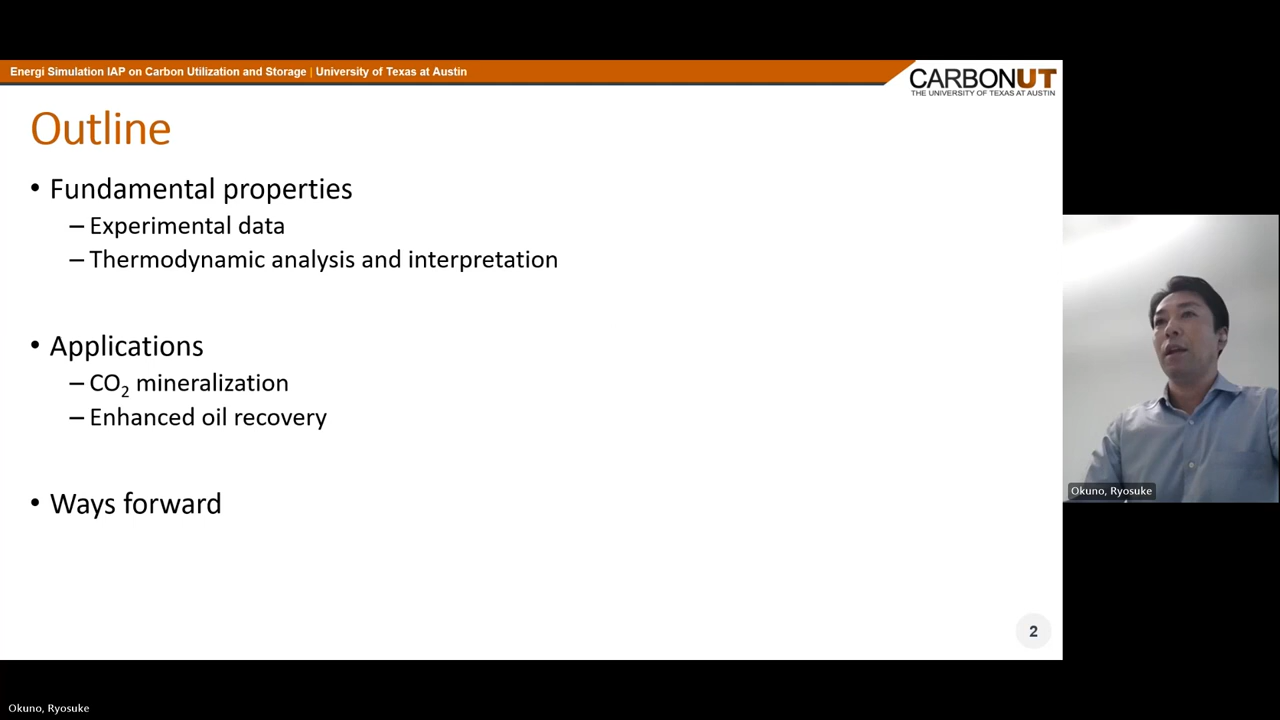 Energi Simulation IAP on Carbon Utilization and Storage | University of Texas at Austin
CARBONUT
THE UNIVERSITY OF TEXAS AT AUSTIN
Outline
• Fundamental properties
– Experimental data
– Thermodynamic analysis and interpretation
• Applications
– CO₂ mineralization
– Enhanced oil recovery
• Ways forward
2
Okuno, Ryosuke
Okuno, Ryosuke